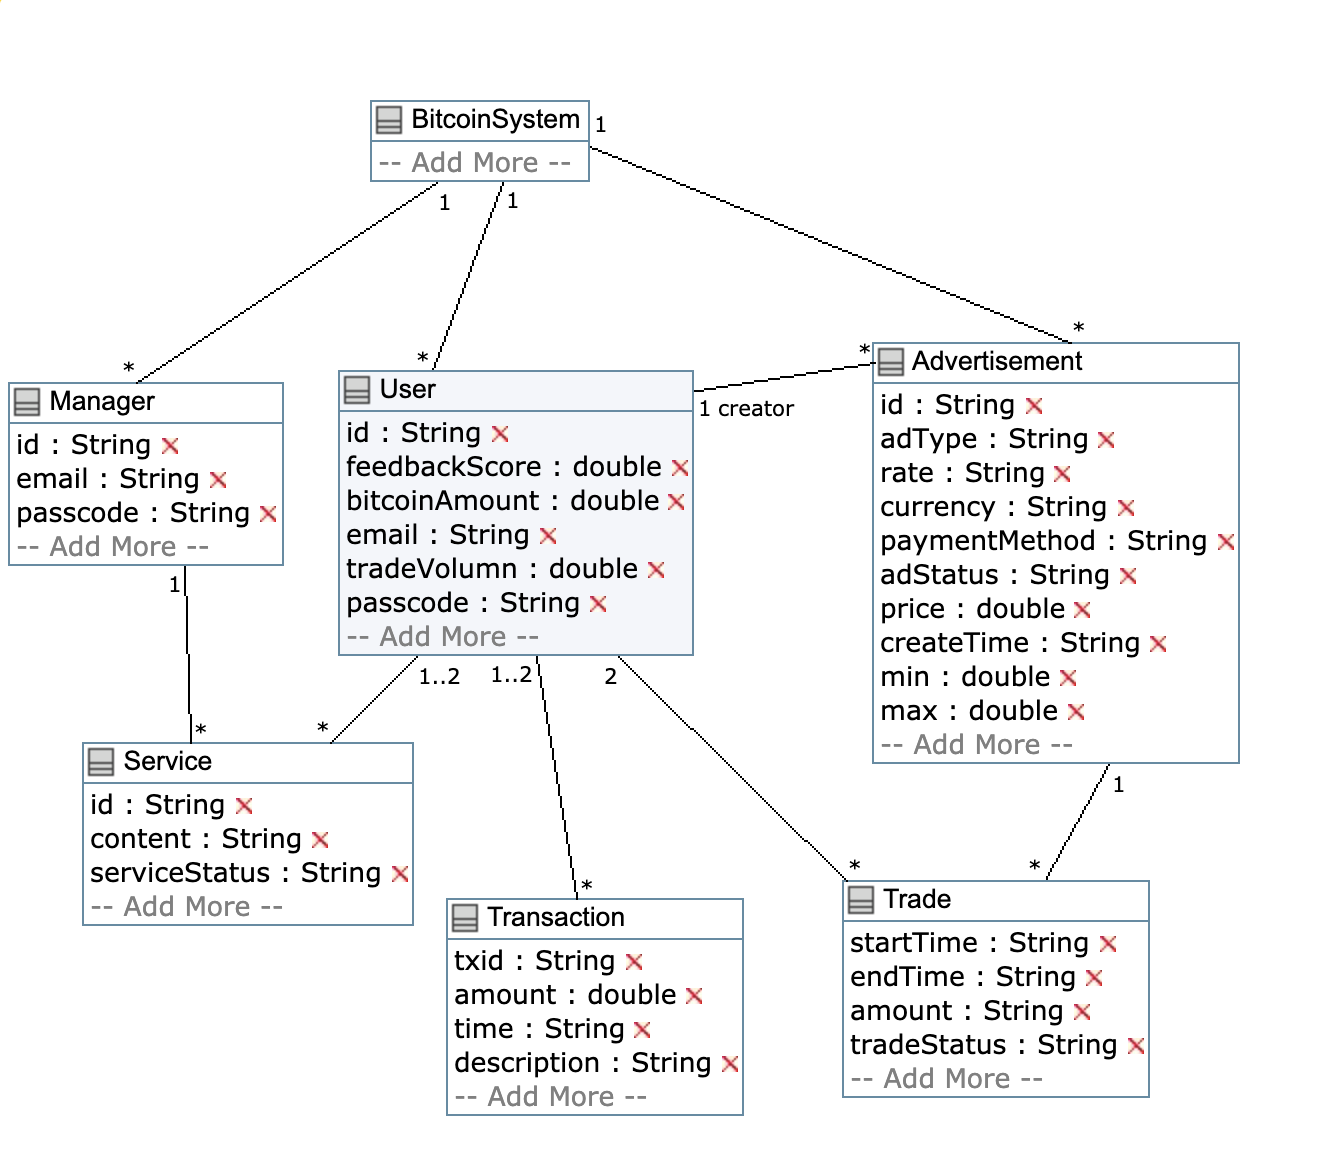 BitcoinSystem
1
-- Add More --
1
1
*
*
*
*
Manager
id : String
email : String
passcode : String
-- Add More --
1
User
id : String
feedbackScore : double
bitcoinAmount : double
email : String
tradeVolumn : double
passcode : String
-- Add More --
1 creator
1..2
1..2
2
Advertisement
id : String
adType : String
rate : String
currency : String
paymentMethod : String
adStatus : String
price : double
createTime : String
min : double
max : double
-- Add More --
1
*
*
Service
id : String
content : String
serviceStatus : String
-- Add More --
*
Transaction
txid : String
amount : double
time : String
description : String
-- Add More --
*
*
Trade
startTime : String
endTime : String
amount : String
tradeStatus : String
-- Add More --